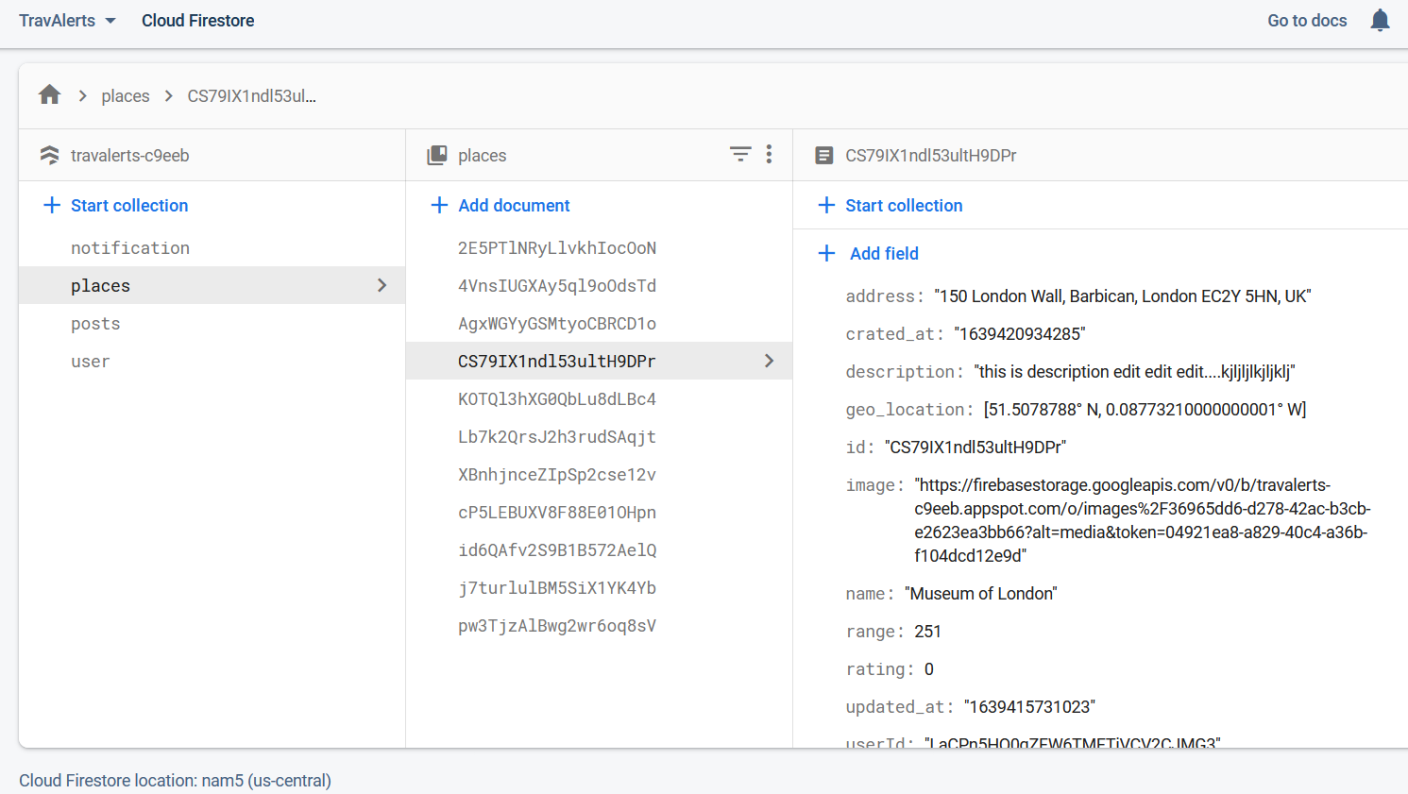 TravAlerts Cloud Firestore Go to docs
places CS79IX1ndl53ul...
travalerts-c9eeb places CS79IX1ndl53ultH9DPr
Start collection
notification
places
posts
user
Add document
2E5PTlNRyLlvkhIocOoN
4VnsIUGXAy5ql9oOdsTd
AgxWGYyGSMtyoCBRCD1o
CS79IX1ndl53ultH9DPr
KOTQl3hXG0QbLu8dLBc4
Lb7k2QrsJ2h3rudSAqjt
XBnhjnceZIpSp2cse12v
cP5LEBUXV8F88E01OHpn
id6QAfv2S9B1B572AelQ
j7turlulBM5SiX1YK4Yb
pw3TjzAlBwg2wr6oq8sV
Start collection
Add field
address: "150 London Wall, Barbican, London EC2Y 5HN, UK"
crated_at: "1639420934285"
description: "this is description edit edit edit....kjljljlkjljklj"
geo_location: [51.5078788° N, 0.08773210000000001° W]
id: "CS79IX1ndl53ultH9DPr"
image: "https://firebasestorage.googleapis.com/v0/b/travalerts-
c9eeb.appspot.com/o/images%2F36965dd6-d278-42ac-b3cb-
e2623ea3bb66?alt=media&token=04921ea8-a829-40c4-a36b-
f104dcd12e9d"
name: "Museum of London"
range: 251
rating: 0
updated_at: "1639415731023"
userId:
Cloud Firestore location: nam5 (us-central)